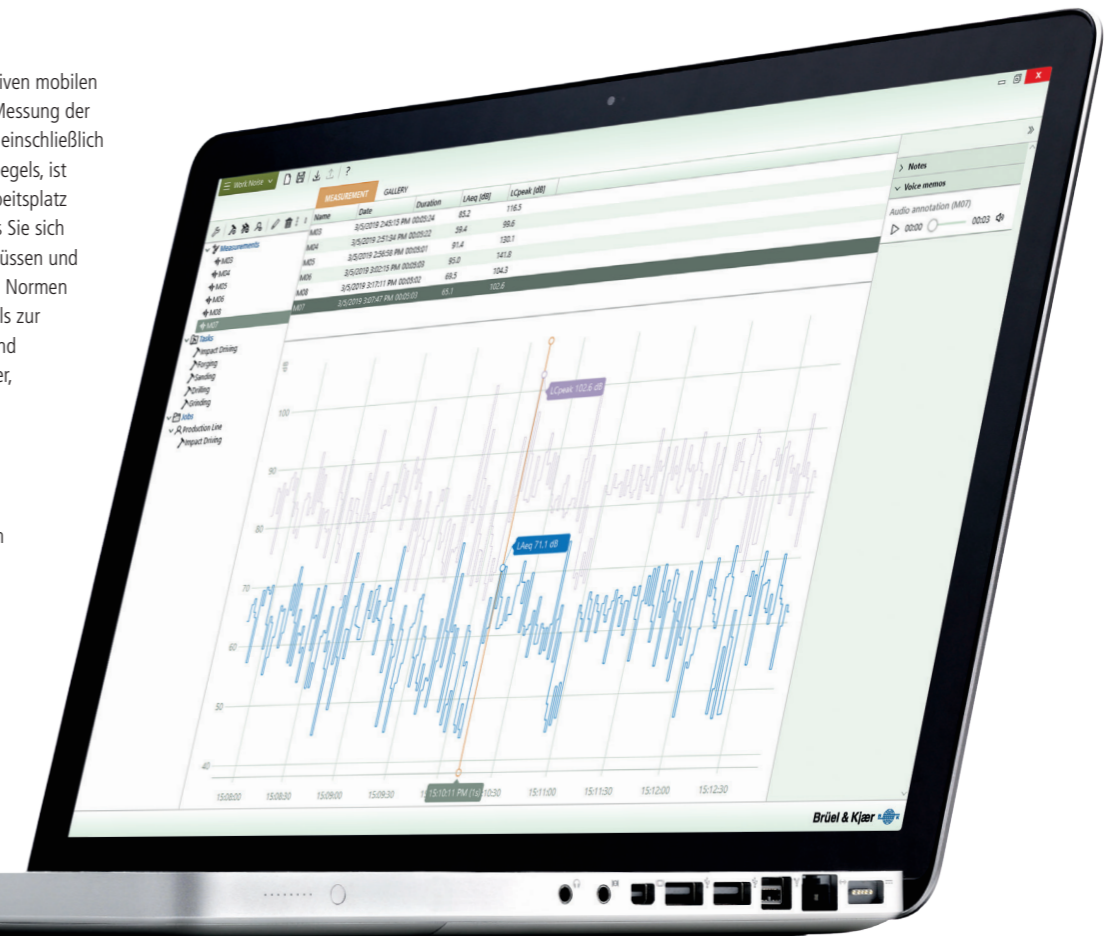 iven mobilen
Messung der
einschließlich
egels, ist
beitsplatz
s Sie sich
üssen und
Normen
ls zur
nd
er,
n
Work Noise
?
MEASUREMENT GALLERY
Name Date Duration LAeq [dB] LCpeak [dB]
M03 3/5/2019 2:45:15 PM 00:05:24 85.2 116.5
M04 3/5/2019 2:51:34 PM 00:05:02 59.4 99.6
M05 3/5/2019 2:56:58 PM 00:05:01 91.4 130.1
M06 3/5/2019 3:02:15 PM 00:05:03 95.0 141.8
M08 3/5/2019 3:17:11 PM 00:05:02 69.5 104.3
M07 3/5/2019 3:07:47 PM 00:05:03 65.1 102.6
Measurements
M03
M04
M05
M06
M08
M07
Tasks
Impact Driving
Forging
Sanding
Drilling
Grinding
Jobs
Production Line
Impact Driving
Notes
Voice memos
Audio annotation (M07)
00:00 00:03
dB
100
90
80
70
60
50
40
LCpeak 102.6 dB
LAeq 71.1 dB
15:08:00 15:08:30 15:09:00 15:09:30 15:10:11 PM (1s) 10:30 15:11:00 15:11:30 15:12:00 15:12:30
Brüel & Kjær